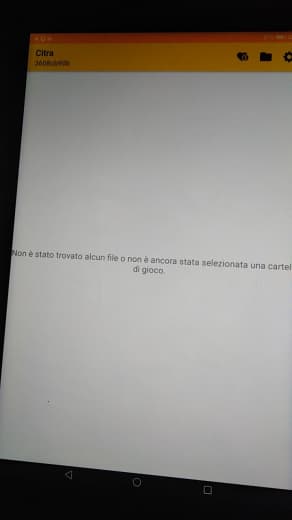 Citra
Non è stato trovato alcun file o non è ancora stata selezionata una cartel
di gioco.